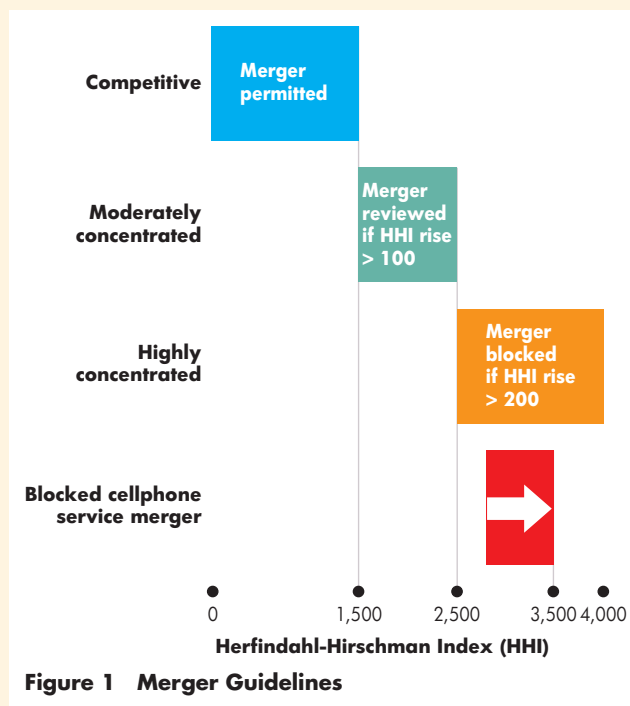 Competitive
Merger
permitted
Moderately
concentrated
Merger
reviewed
if HHI rise
> 100
Highly
concentrated
Merger
blocked
if HHI rise
> 200
Blocked cellphone
service merger
0 1,500 2,500 3,500 4,000
Herfindahl-Hirschman Index (HHI)
Figure 1 Merger Guidelines